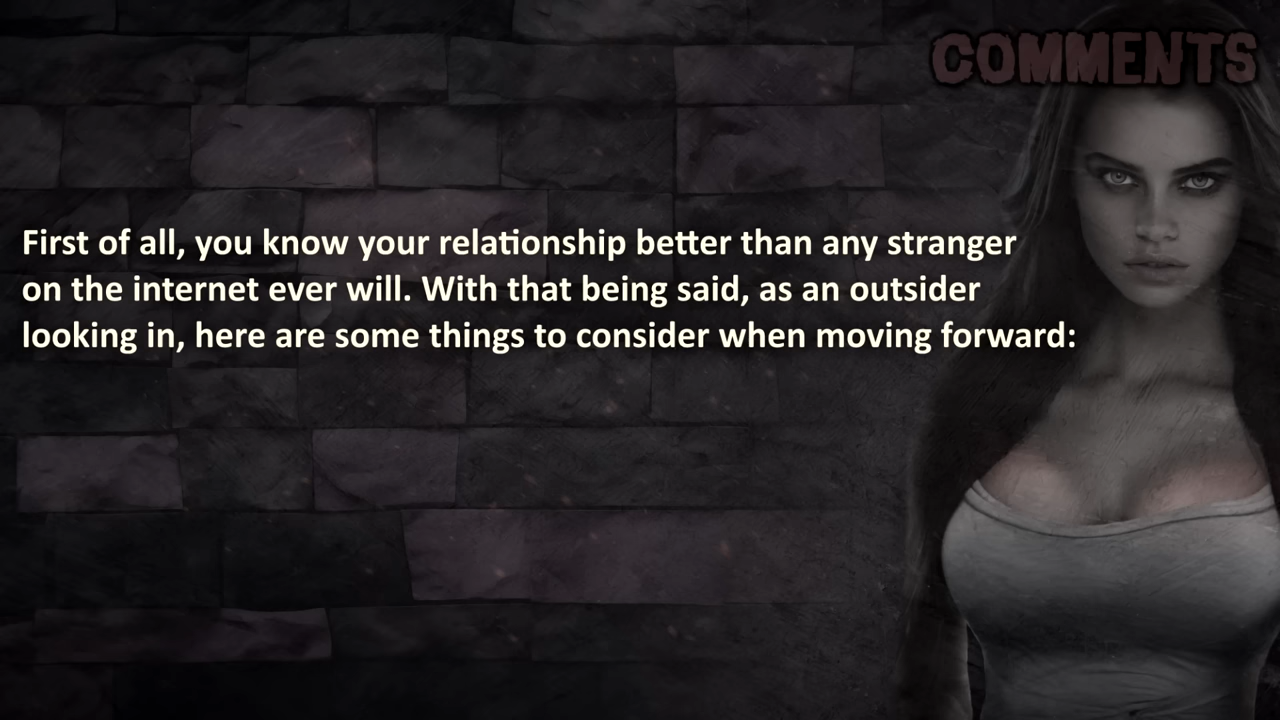 COMMENTS
First of all, you know your relationship better than any stranger
on the internet ever will. With that being said, as an outsider
looking in, here are some things to consider when moving forward: